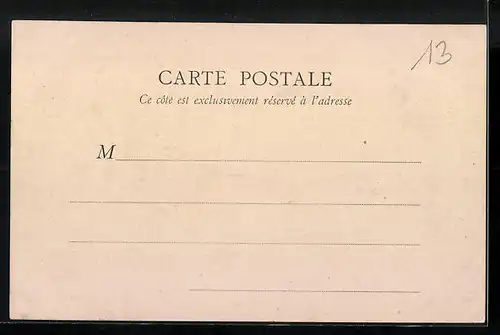 13
CARTE POSTALE
Ce côté est exclusivement réservé à l'adresse
M